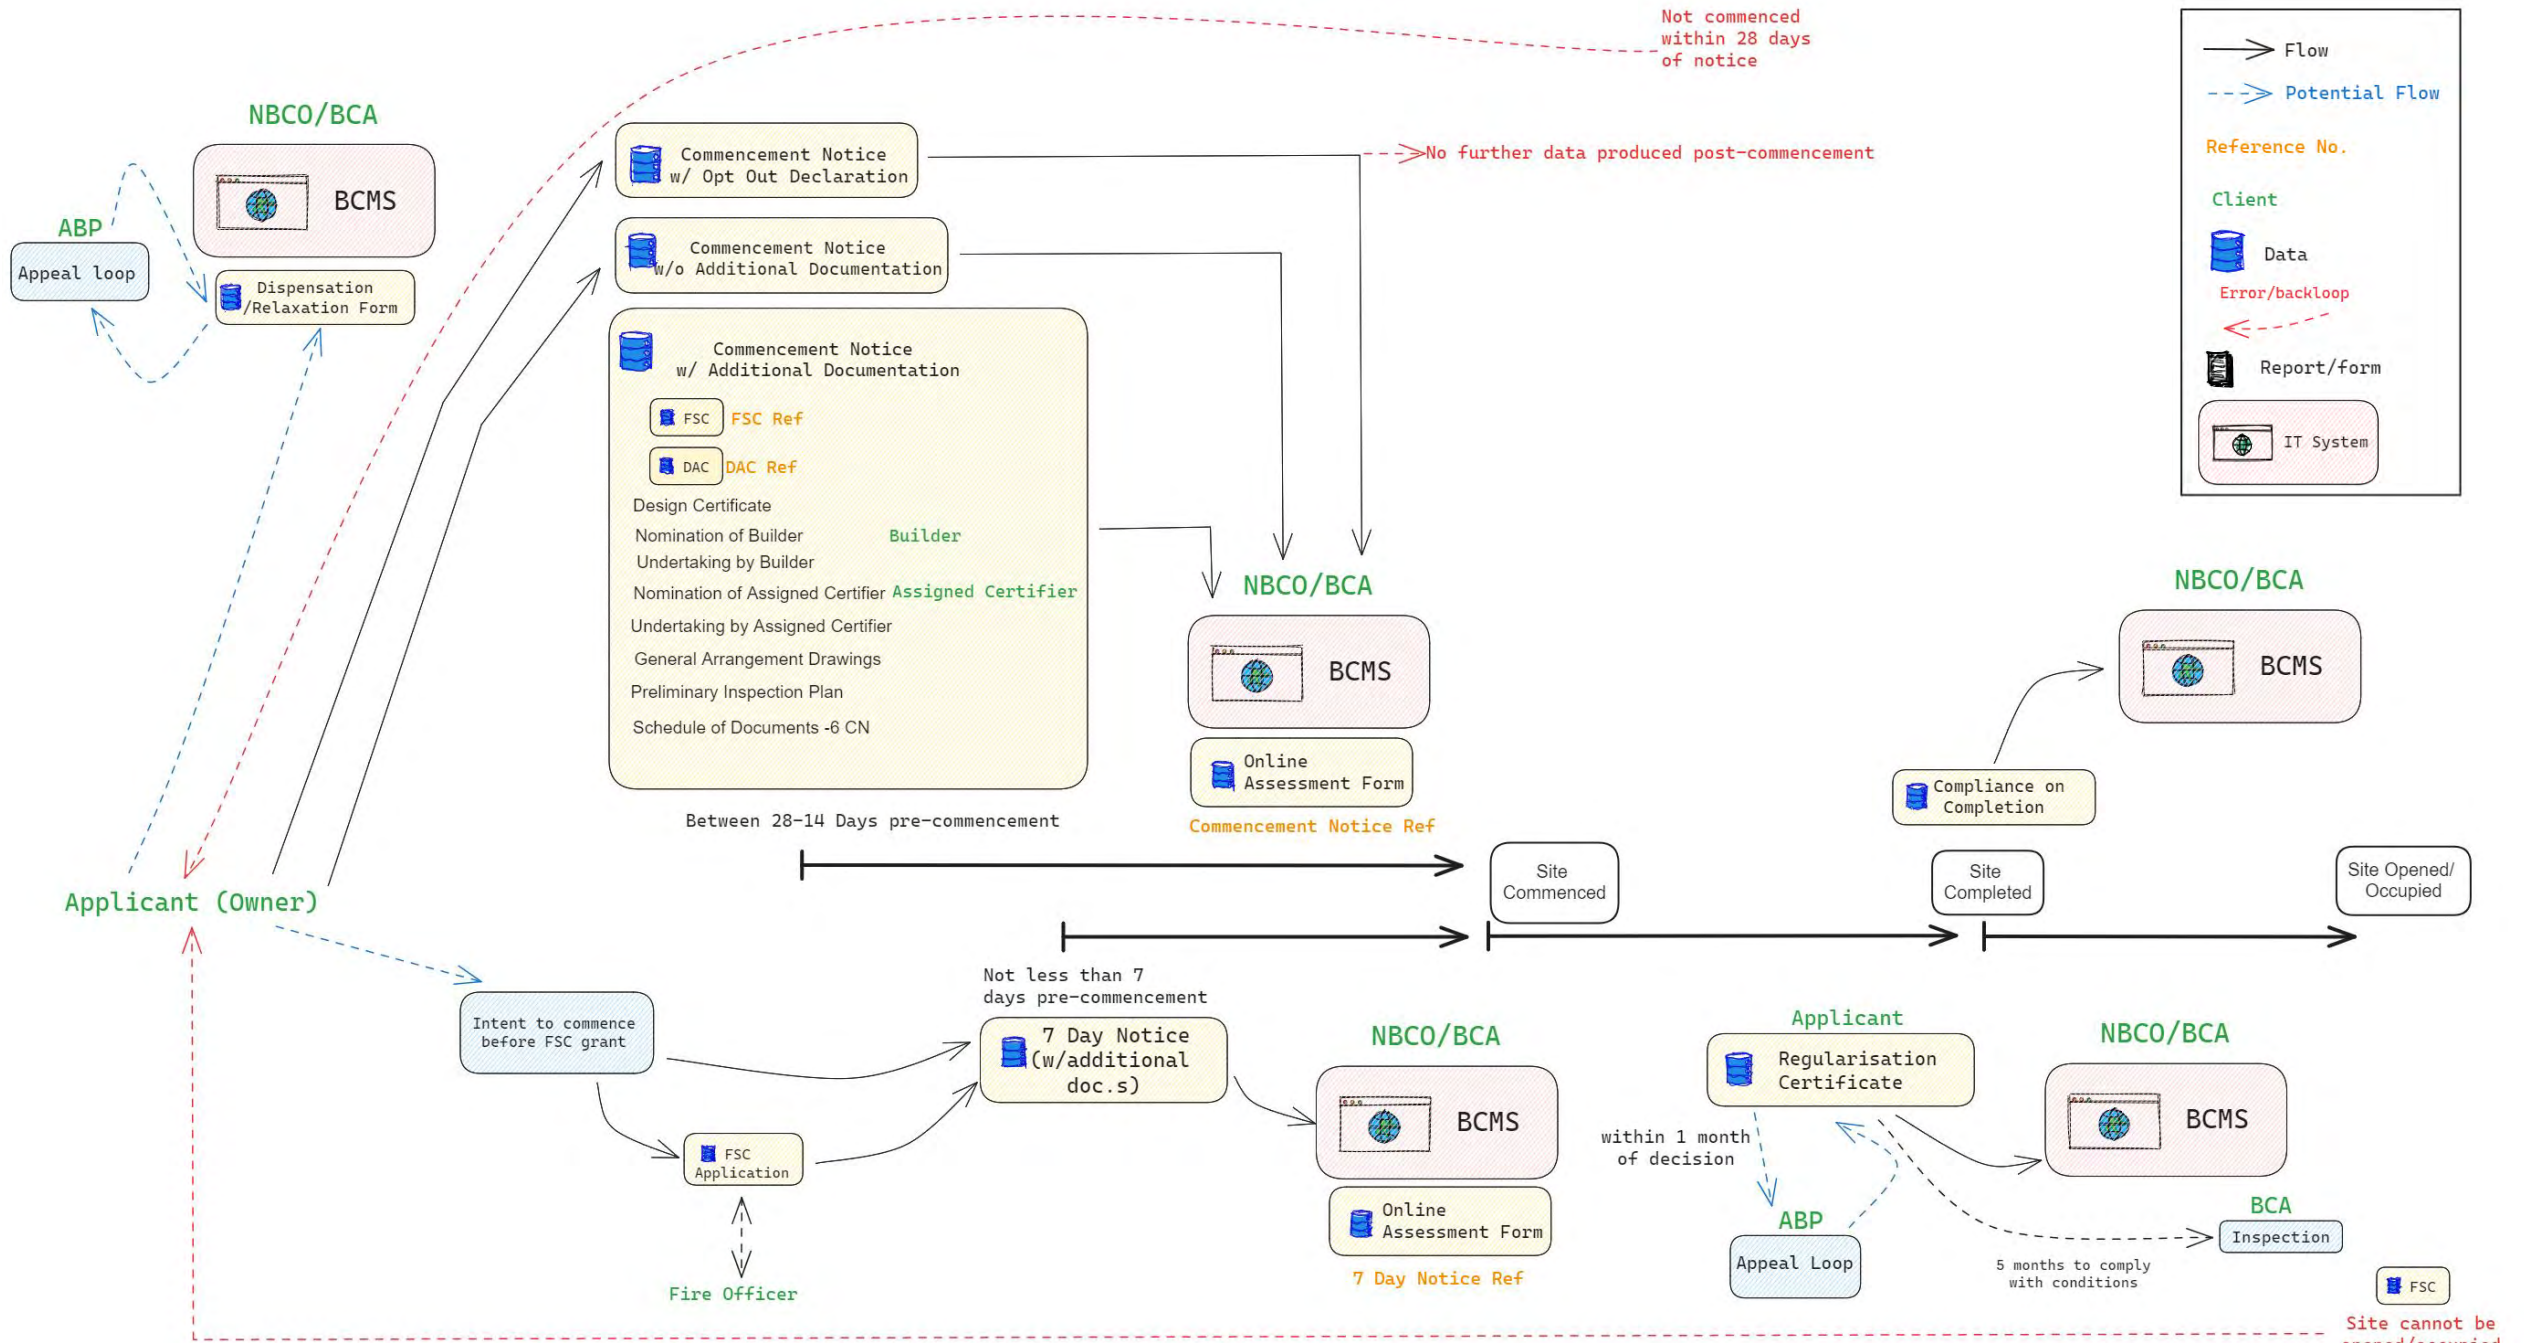 Not commenced
within 28 days
of notice
Flow
Potential Flow
Reference No.
Client
Data
Error/backloop
Report/form
IT System
NBCO/BCA
BCMS
ABP
Appeal loop
Dispensation
/Relaxation Form
Commencement Notice
w/ Opt Out Declaration
No further data produced post-commencement
Commencement Notice
w/o Additional Documentation
Commencement Notice
w/ Additional Documentation
FSC
FSC Ref
DAC
DAC Ref
Design Certificate
Nomination of Builder
Builder
Undertaking by Builder
Nomination of Assigned Certifier
Assigned Certifier
Undertaking by Assigned Certifier
General Arrangement Drawings
Preliminary Inspection Plan
Schedule of Documents -6 CN
NBCO/BCA
BCMS
Online
Assessment Form
Commencement Notice Ref
NBCO/BCA
BCMS
Compliance on
Completion
Between 28-14 Days pre-commencement
Site
Commenced
Site
Completed
Site Opened/
Occupied
Applicant (Owner)
Not less than 7
days pre-commencement
Intent to commence
before FSC grant
7 Day Notice
(w/additional
doc.s)
FSC
Application
Fire Officer
NBCO/BCA
BCMS
Online
Assessment Form
7 Day Notice Ref
Applicant
Regularisation
Certificate
within 1 month
of decision
ABP
Appeal Loop
NBCO/BCA
BCMS
BCA
Inspection
5 months to comply
with conditions
FSC
Site cannot be